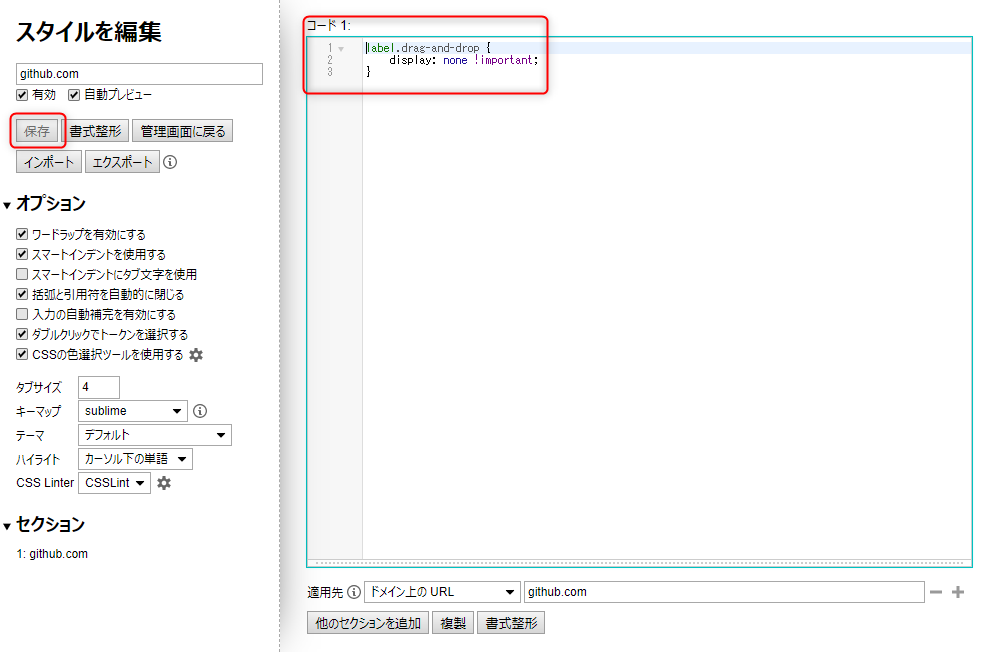 スタイルを編集
github.com
有効 自動プレビュー
保存 書式整形 管理画面に戻る
インポート エクスポート
オプション
ワードラップを有効にする
スマートインデントを使用する
スマートインデントにタブ文字を使用
括弧と引用符を自動的に閉じる
入力の自動補完を有効にする
ダブルクリックでトークンを選択する
CSSの色選択ツールを使用する
タブサイズ 4
キーマップ sublime
テーマ デフォルト
ハイライト カーソル下の単語
CSS Linter CSSLint
セクション
1: github.com
コード 1:
1 label.drag-and-drop {
2 display: none !important;
3 }
適用先 ドメイン上の URL github.com
他のセクションを追加 複製 書式整形